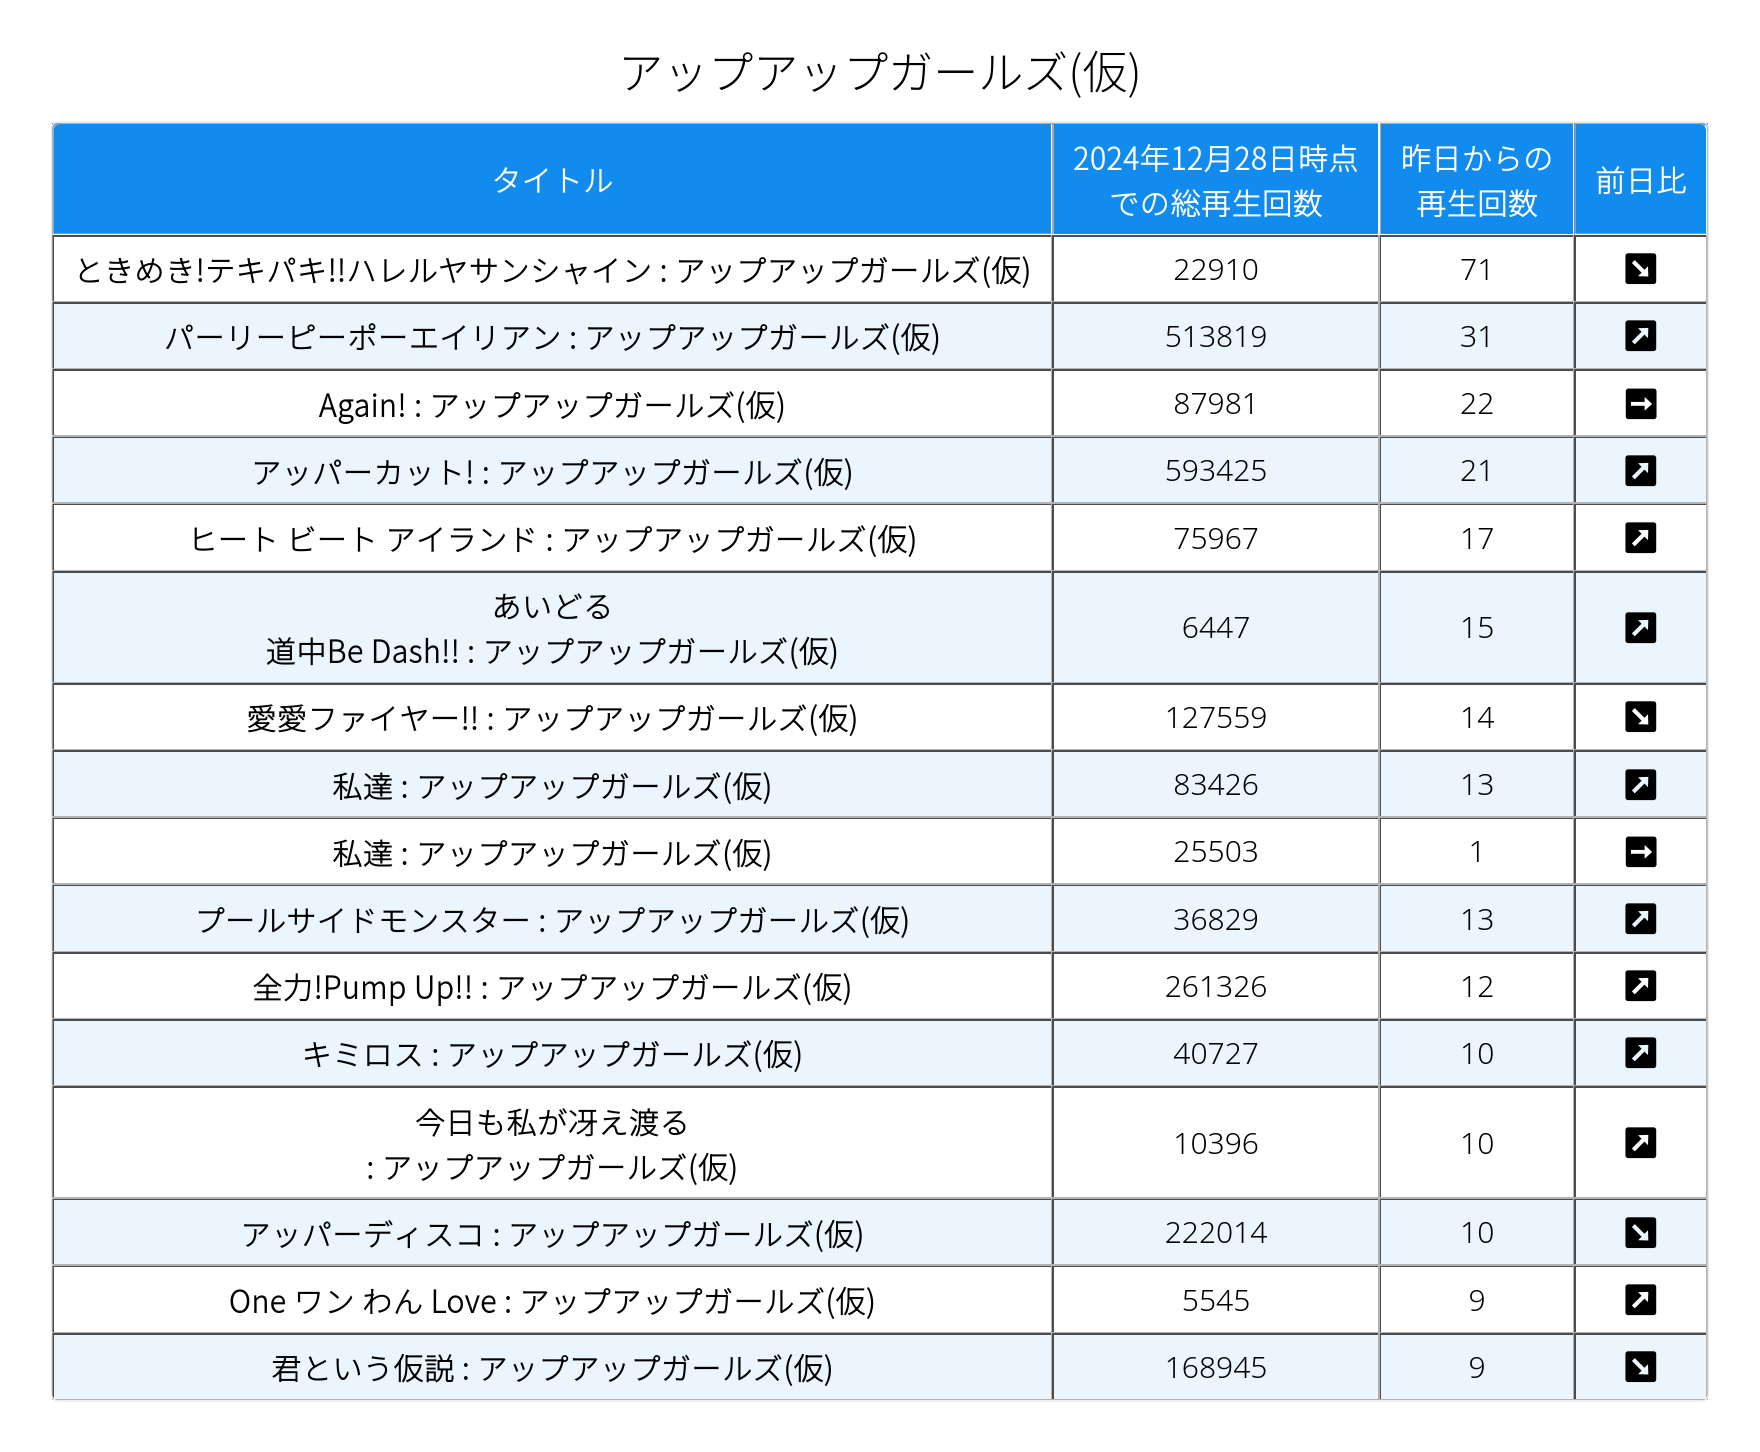 アップアップガールズ(仮)
タイトル
2024年12月28日時点
での総再生回数
昨日からの
再生回数
前日比
ときめき!テキパキ!!ハレルヤサンシャイン : アップアップガールズ(仮) 22910 71
パーリーピーポーエイリアン : アップアップガールズ(仮) 513819 31
Again! : アップアップガールズ(仮) 87981 22
アッパーカット! : アップアップガールズ(仮) 593425 21
ヒート ビート アイランド : アップアップガールズ(仮) 75967 17
あいどる
道中Be Dash!! : アップアップガールズ(仮) 6447 15
愛愛ファイヤー!! : アップアップガールズ(仮) 127559 14
私達 : アップアップガールズ(仮) 83426 13
私達 : アップアップガールズ(仮) 25503 1
プールサイドモンスター : アップアップガールズ(仮) 36829 13
全力!Pump Up!! : アップアップガールズ(仮) 261326 12
キミロス : アップアップガールズ(仮) 40727 10
今日も私が冴え渡る
: アップアップガールズ(仮) 10396 10
アッパーディスコ : アップアップガールズ(仮) 222014 10
One ワン わん Love : アップアップガールズ(仮) 5545 9
君という仮説 : アップアップガールズ(仮) 168945 9